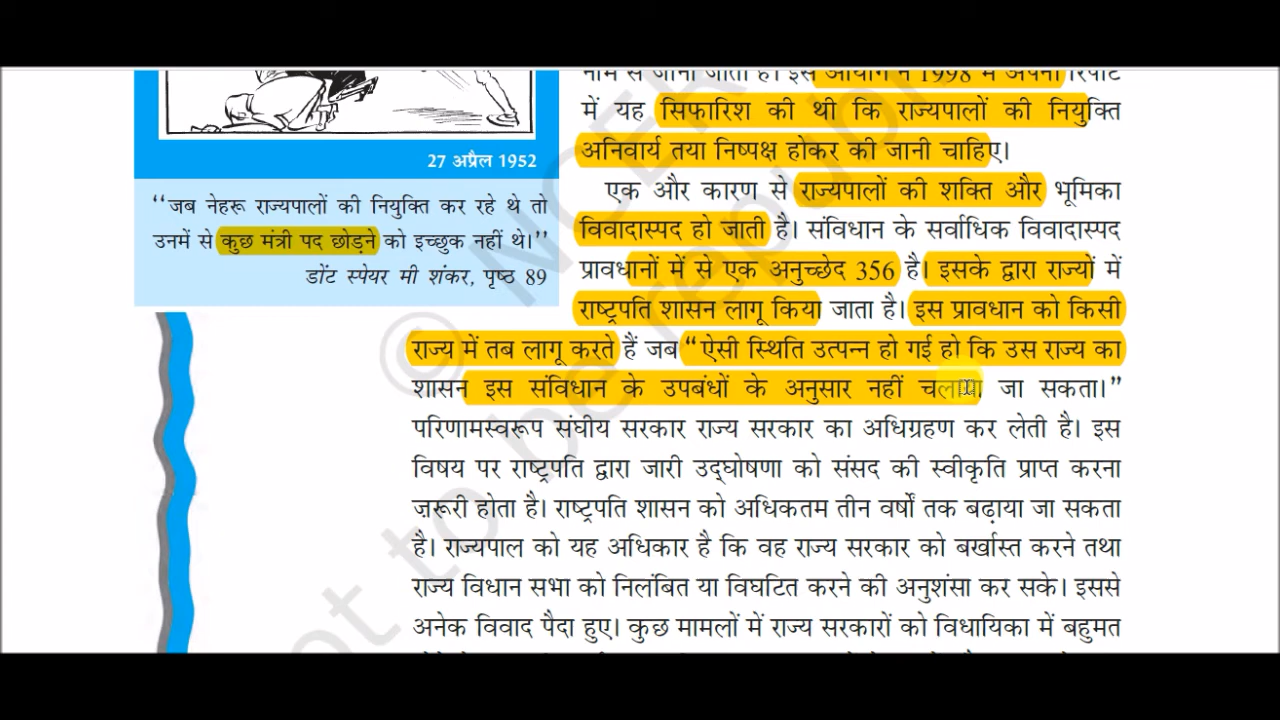 27 अप्रैल 1952
‘‘जब नेहरू राज्यपालों की नियुक्ति कर रहे थे तो
उनमें से कुछ मंत्री पद छोड़ने को इच्छुक नहीं थे।’’
डोंट स्पेयर मी शंकर, पृष्ठ 89
नाम से जाना जाता है। इस आयोग ने 1998 में अपनी रिपोर्ट
में यह सिफारिश की थी कि राज्यपालों की नियुक्ति
अनिवार्य तया निष्पक्ष होकर की जानी चाहिए।
एक और कारण से राज्यपालों की शक्ति और भूमिका
विवादास्पद हो जाती है। संविधान के सर्वाधिक विवादास्पद
प्रावधानों में से एक अनुच्छेद 356 है। इसके द्वारा राज्यों में
राष्ट्रपति शासन लागू किया जाता है। इस प्रावधान को किसी
राज्य में तब लागू करते हैं जब “ऐसी स्थिति उत्पन्न हो गई हो कि उस राज्य का
शासन इस संविधान के उपबंधों के अनुसार नहीं चलाया जा सकता।”
परिणामस्वरूप संघीय सरकार राज्य सरकार का अधिग्रहण कर लेती है। इस
विषय पर राष्ट्रपति द्वारा जारी उद्घोषणा को संसद की स्वीकृति प्राप्त करना
ज़रूरी होता है। राष्ट्रपति शासन को अधिकतम तीन वर्षों तक बढ़ाया जा सकता
है। राज्यपाल को यह अधिकार है कि वह राज्य सरकार को बर्खास्त करने तथा
राज्य विधान सभा को निलंबित या विघटित करने की अनुशंसा कर सके। इससे
अनेक विवाद पैदा हुए। कुछ मामलों में राज्य सरकारों को विधायिका में बहुमत